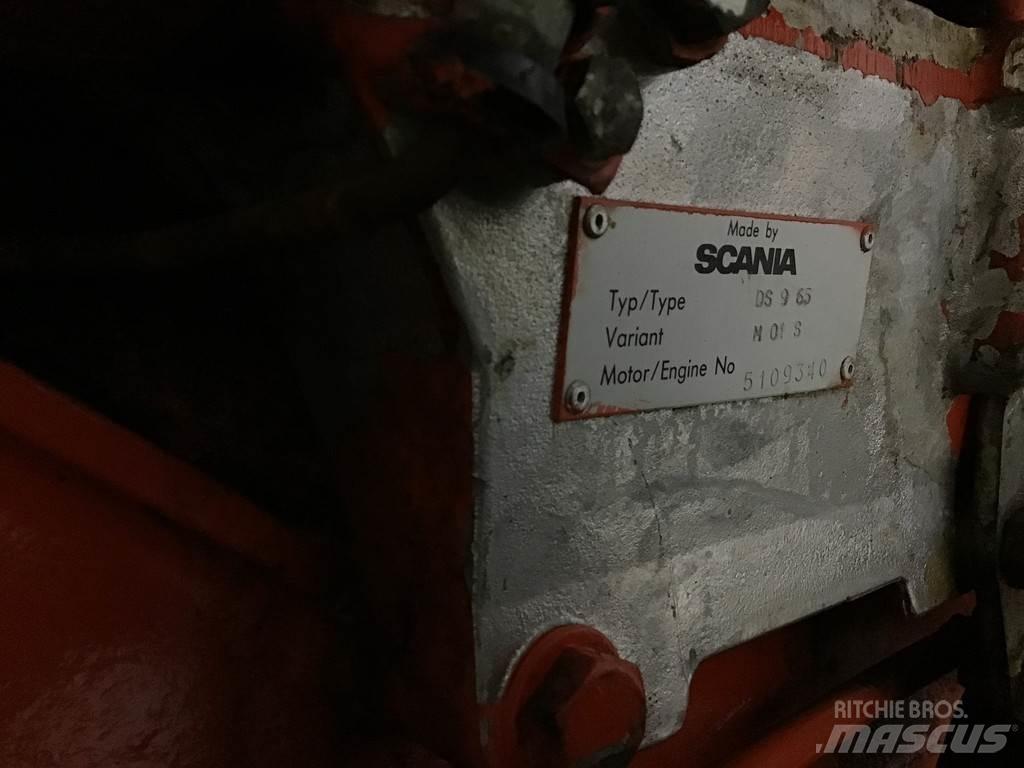 Made by
SCANIA
Typ/Type DS 9 65
Variant M 01 S
Motor/Engine No 5109340
RITCHIE BROS.
MASCUS